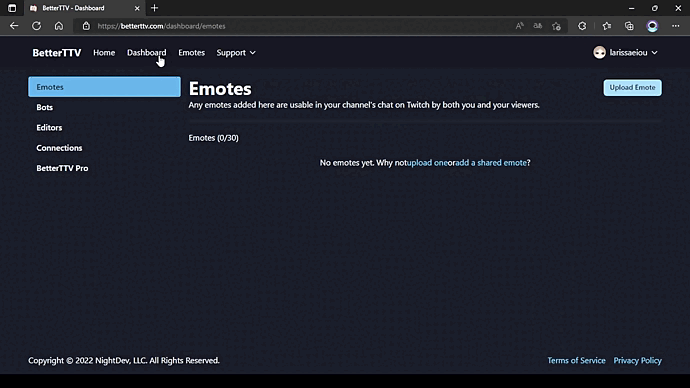 BetterTTV - Dashboard
https://betterttv.com/dashboard/emotes
BetterTTV Home Dashboard Emotes Support larissaeiou
Emotes
Bots
Editors
Connections
BetterTTV Pro
Emotes
Upload Emote
Any emotes added here are usable in your channel's chat on Twitch by both you and your viewers.
Emotes (0/30)
No emotes yet. Why notupload oneoradd a shared emote?
Copyright © 2022 NightDev, LLC. All Rights Reserved.
Terms of Service Privacy Policy